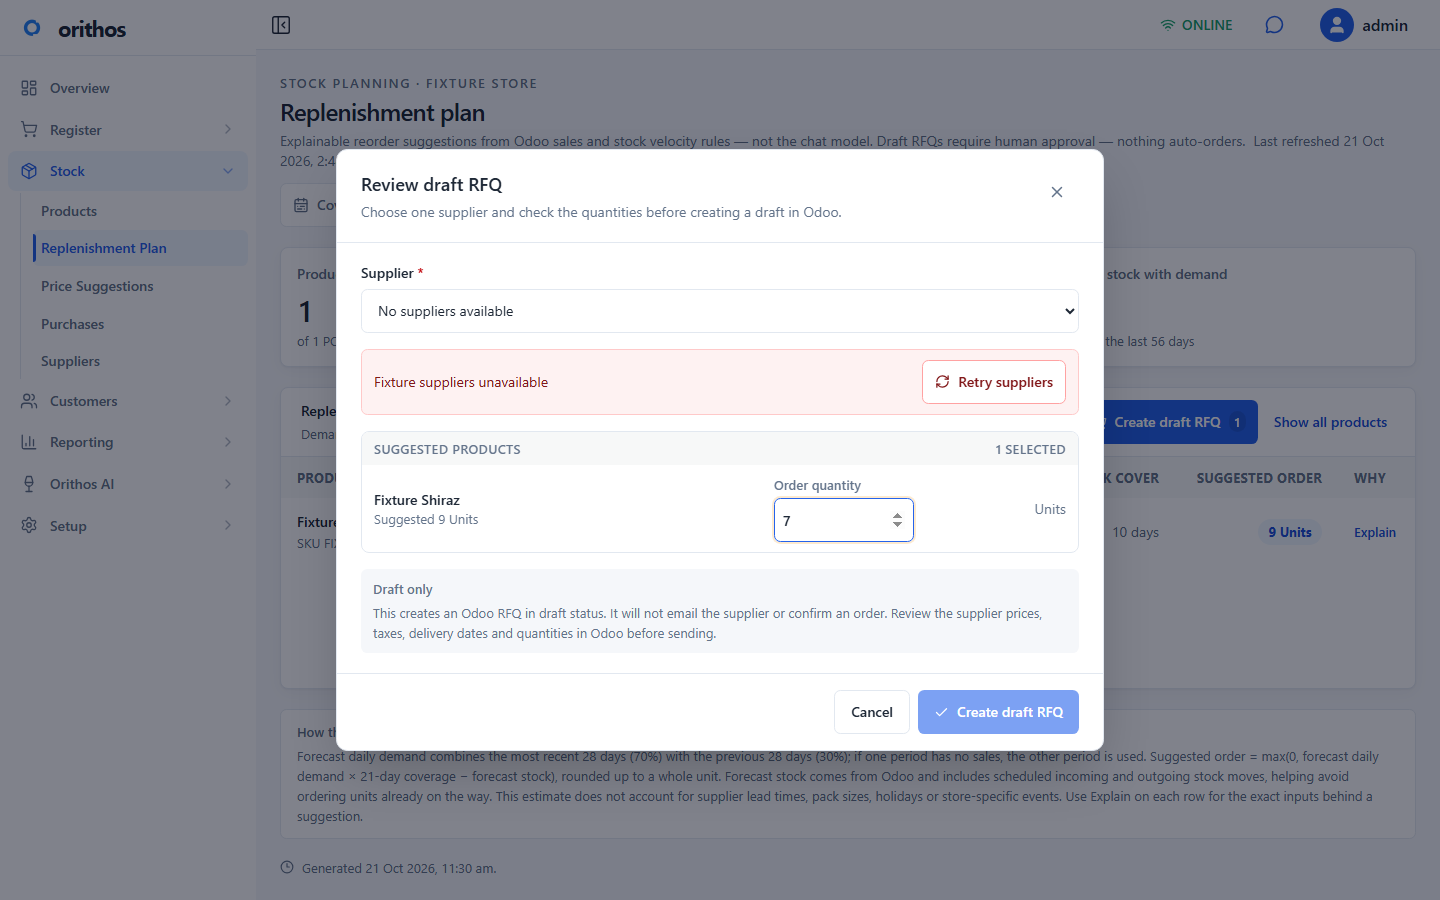 orithos
ONLINE
admin
Overview
Register
Stock
Products
Replenishment Plan
Price Suggestions
Purchases
Suppliers
Customers
Reporting
Orithos AI
Setup
STOCK PLANNING · FIXTURE STORE
Replenishment plan
Explainable reorder suggestions from Odoo sales and stock velocity rules — not the chat model. Draft RFQs require human approval — nothing auto-orders. Last refreshed 21 Oct
2026, 2:4
Review draft RFQ
Choose one supplier and check the quantities before creating a draft in Odoo.
Supplier *
No suppliers available
Fixture suppliers unavailable
Retry suppliers
SUGGESTED PRODUCTS
1 SELECTED
Fixture Shiraz
Suggested 9 Units
Order quantity
7
Units
Draft only
This creates an Odoo RFQ in draft status. It will not email the supplier or confirm an order. Review the supplier prices,
taxes, delivery dates and quantities in Odoo before sending.
Cancel
Create draft RFQ
1
of 1
stock with demand
the last 56 days
Create draft RFQ 1
Show all products
COVER
SUGGESTED ORDER
WHY
SKU
10 days
9 Units
Explain
Forecast daily demand combines the most recent 28 days (70%) with the previous 28 days (30%); if one period has no sales, the other period is used. Suggested order = max(0, forecast daily
demand × 21-day coverage − forecast stock), rounded up to a whole unit. Forecast stock comes from Odoo and includes scheduled incoming and outgoing stock moves, helping avoid
ordering units already on the way. This estimate does not account for supplier lead times, pack sizes, holidays or store-specific events. Use Explain on each row for the exact inputs behind a
suggestion.
Generated 21 Oct 2026, 11:30 am.